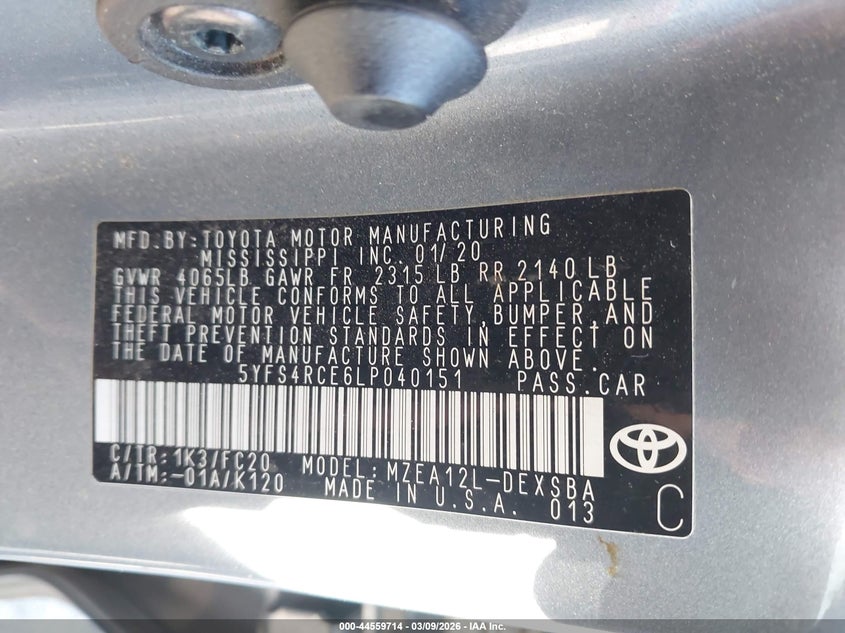 MFD.BY:TOYOTA MOTOR MANUFACTURING
MISSISSIPPI INC. 01/20
GVWR 4065LB GAWR FR 2315 LB RR 2140 LB
THIS VEHICLE CONFORMS TO ALL APPLICABLE
FEDERAL MOTOR VEHICLE SAFETY,BUMPER,AND
THEFT PREVENTION STANDARDS IN EFFECT ON
THE DATE OF MANUFACTURE SHOWN ABOVE.
5YFS4RCE6LP040151 PASS.CAR
C/TR:1K3/FC20 MODEL:MZEA12L-DEXSBA
A/TM:-01A/K120 MADE IN U.S.A. 013
C
000-44559714 - 03/09/2026 - IAA Inc.